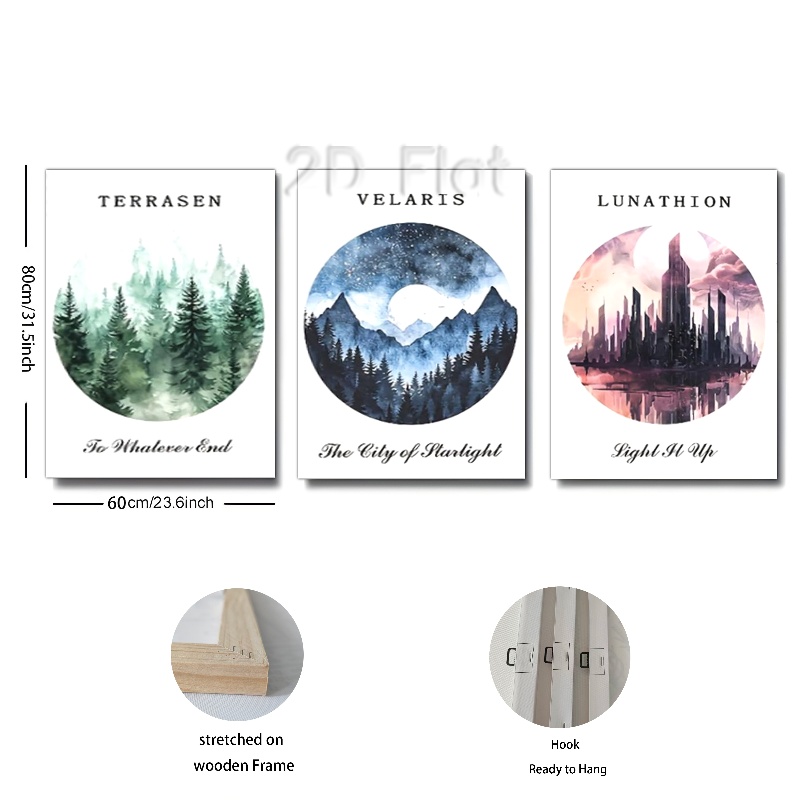 2D Flat
TERRASEN
VELARIS
LUNATHION
To Whatever End
The City of Starlight
Light It Up
80cm/31.5inch
60cm/23.6inch
stretched on
wooden Frame
Hook
Ready to Hang